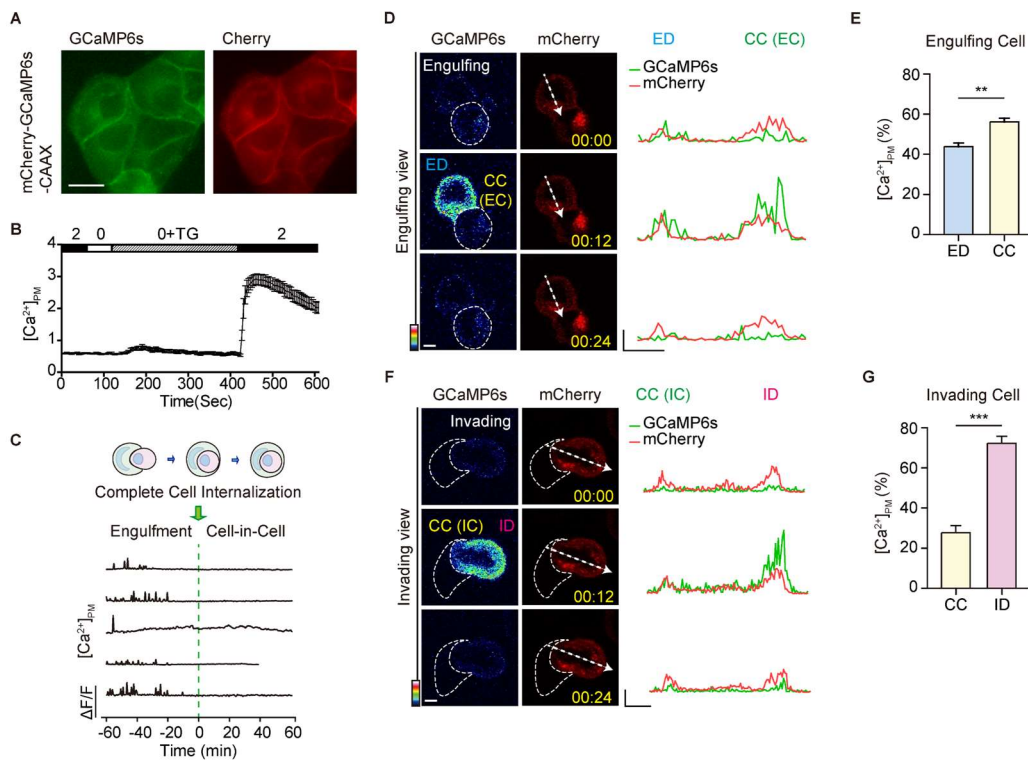 A
GCaMP6s
Cherry
mCherry-GCaMP6s
-CAAX
B
2
0
0+TG
2
[Ca²⁺]PM
4
3
2
1
0
0
100
200
300
400
500
600
Time(Sec)
C
Complete Cell Internalization
Engulfment
Cell-in-Cell
[Ca²⁺]PM
ΔF/F
-60
-40
-20
0
20
40
60
Time (min)
D
GCaMP6s
mCherry
ED
CC (EC)
Engulfing view
Engulfing
00:00
GCaMP6s
mCherry
ED
CC
(EC)
00:12
00:24
E
Engulfing Cell
**
[Ca²⁺]PM (%)
80
60
40
20
0
ED
CC
F
GCaMP6s
mCherry
CC (IC)
ID
Invading view
Invading
00:00
GCaMP6s
mCherry
CC (IC)
ID
00:12
00:24
G
Invading Cell
***
[Ca²⁺]PM (%)
80
60
40
20
0
CC
ID